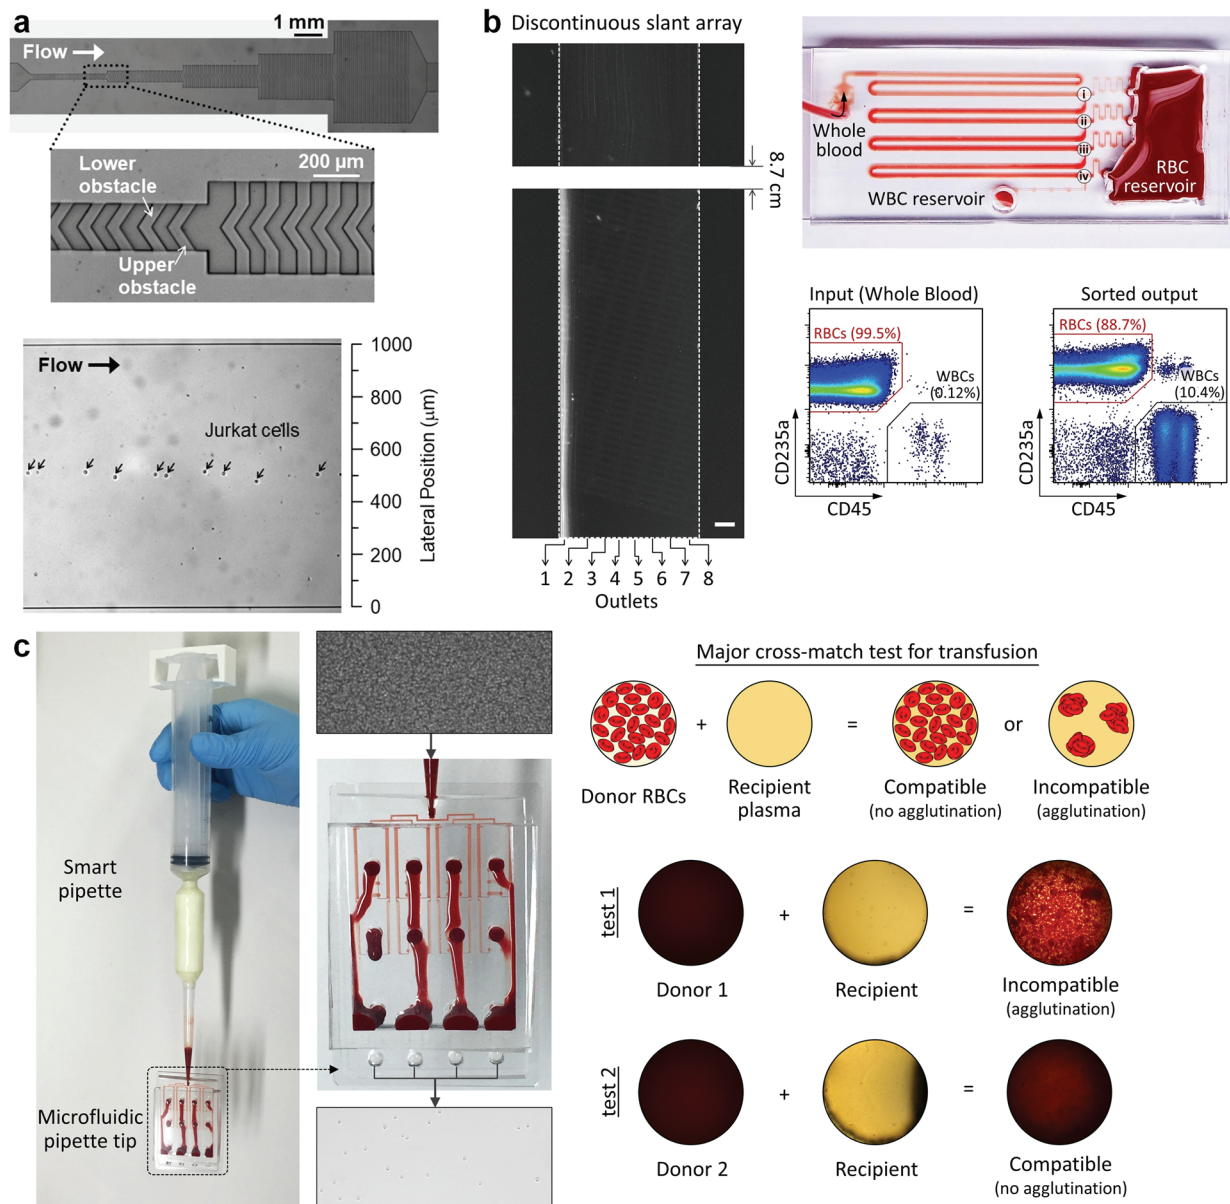 a
1 mm
Flow
200 µm
Lower
obstacle
Upper
obstacle
Flow
Jurkat cells
1000
800
600
400
200
0
Lateral Position (µm)
b
Discontinuous slant array
8.7 cm
1 2 3 4 5 6 7 8
Outlets
Whole
blood
i
ii
iii
iv
WBC reservoir
RBC
reservoir
Input (Whole Blood)
RBCs (99.5%)
WBCs
(0.12%)
CD235a
CD45
Sorted output
RBCs (88.7%)
WBCs
(10.4%)
CD235a
CD45
c
Smart
pipette
Microfluidic
pipette tip
Major cross-match test for transfusion
+ = or
Donor RBCs
Recipient
plasma
Compatible
(no agglutination)
Incompatible
(agglutination)
test 1
+ =
Donor 1
Recipient
Incompatible
(agglutination)
test 2
+ =
Donor 2
Recipient
Compatible
(no agglutination)